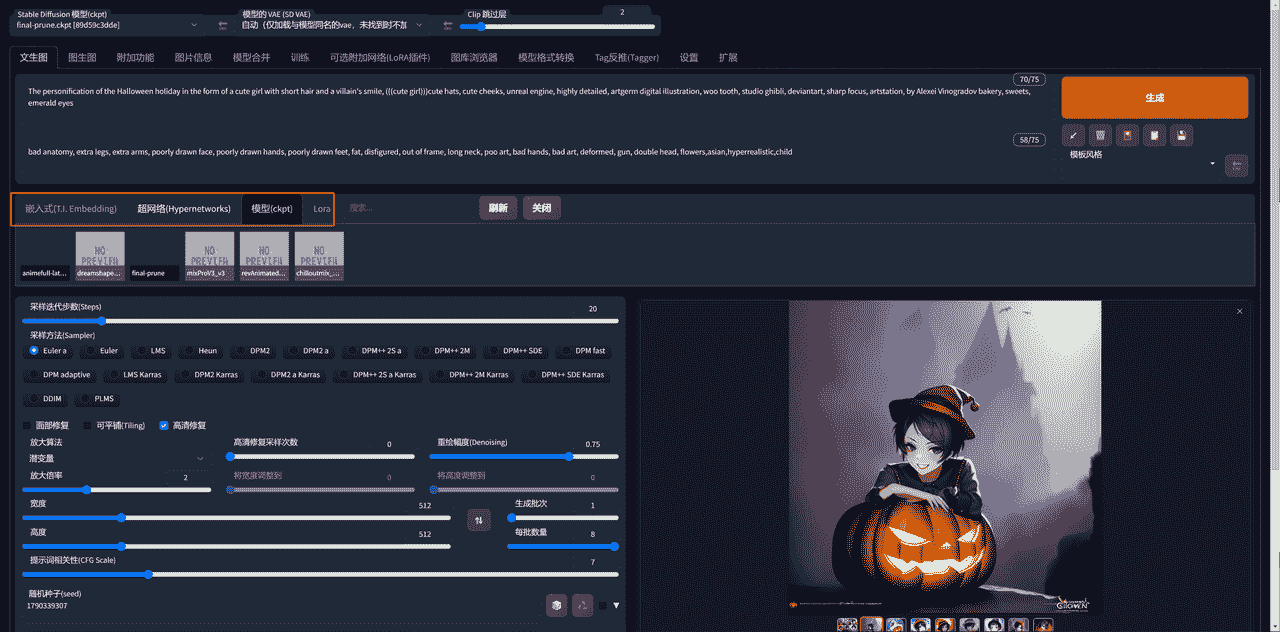 Stable Diffusion 模型(ckpt)
final-prune.ckpt [89d59c3dde]
模型的 VAE (SD VAE)
自动（仅加载与模型同名的vae，未找到时不加
Clip 跳过层
2
文生图 图生图 附加功能 图片信息 模型合并 训练 可选附加网络(LoRA插件) 图库浏览器 模型格式转换 Tag反推(Tagger) 设置 扩展
70/75
The personification of the Halloween holiday in the form of a cute girl with short hair and a villain's smile, (((cute girl)))cute hats, cute cheeks, unreal engine, highly detailed, artgerm digital illustration, woo tooth, studio ghibli, deviantart, sharp focus, artstation, by Alexei Vinogradov bakery, sweets,
emerald eyes
生成
58/75
bad anatomy, extra legs, extra arms, poorly drawn face, poorly drawn hands, poorly drawn feet, fat, disfigured, out of frame, long neck, poo art, bad hands, bad art, deformed, gun, double head, flowers,asian,hyperrealistic,child
模板风格
嵌入式(T.I. Embedding) 超网络(Hypernetworks) 模型(ckpt) Lora 搜索... 刷新 关闭
NO PREVIEW NO PREVIEW NO PREVIEW NO PREVIEW
animefull-lat... dreamshape... final-prune mixProV3_v3 revAnimated... chilloutmix_...
采样迭代步数(Steps) 20
采样方法(Sampler)
Euler a Euler LMS Heun DPM2 DPM2 a DPM++ 2S a DPM++ 2M DPM++ SDE DPM fast
DPM adaptive LMS Karras DPM2 Karras DPM2 a Karras DPM++ 2S a Karras DPM++ 2M Karras DPM++ SDE Karras
DDIM PLMS
面部修复 可平铺(Tiling) 高清修复
放大算法
潜变量
高清修复采样次数 0
重绘幅度(Denoising) 0.75
放大倍率 2
将宽度调整到 0
将高度调整到 0
宽度 512
生成批次 1
高度 512
每批数量 8
提示词相关性(CFG Scale) 7
随机种子(seed)
1790339307